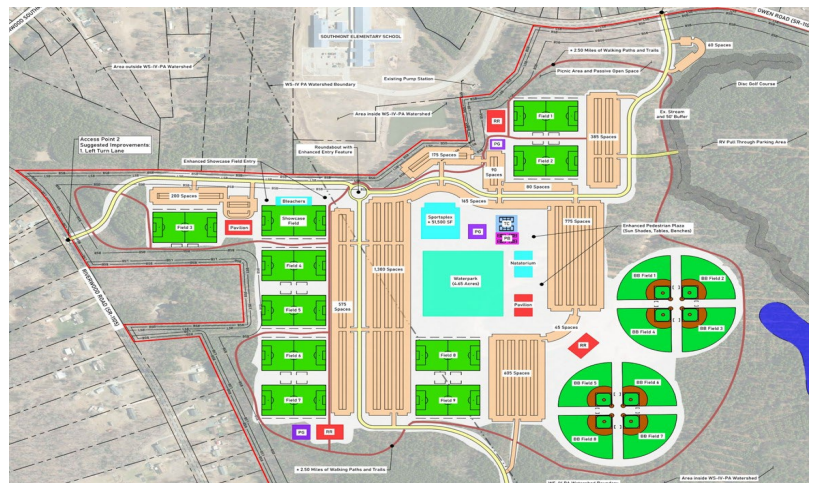 OWEN ROAD (SR-
SOUTHMONT ELEMENTARY SCHOOL
± 2.50 Miles of Walking Paths and Trails
60 Spaces
Area outside WS-IV-PA Watershed
Picnic Area and Passive Open Space
WS-IV PA Watershed Boundary
Existing Pump Station
Disc Golf Course
Area inside WS-IV-PA Watershed
Ex. Stream
and 50' Buffer
RR
Field 1
385 Spaces
Access Point 2
Suggested Improvements:
1. Left Turn Lane
RV Pull Through Parking Area
Roundabout with
Enhanced Entry Feature
PG
Enhanced Showcase Field Entry
175 Spaces
Field 2
90
Spaces
80 Spaces
200 Spaces
Bleachers
165 Spaces
Showcase
Field
Sportsplex
± 51,500 SF
TC
775 Spaces
Field 3
Pavilion
PG
PG
Enhanced Pedestrian Plaza
(Sun Shades, Tables, Benches)
Field 4
1,300 Spaces
Natatorium
BB Field 1
BB Field 2
Waterpark
(4.45 Acres)
575
Spaces
Field 5
Pavilion
BB Field 4
BB Field 3
45 Spaces
Field 6
Field 8
RR
605 Spaces
BB Field 5
BB Field 6
Field 7
Field 9
PG
RR
BB Field 8
BB Field 7
± 2.50 Miles of Walking Paths and Trails
Area inside WS-IV-PA Watershed